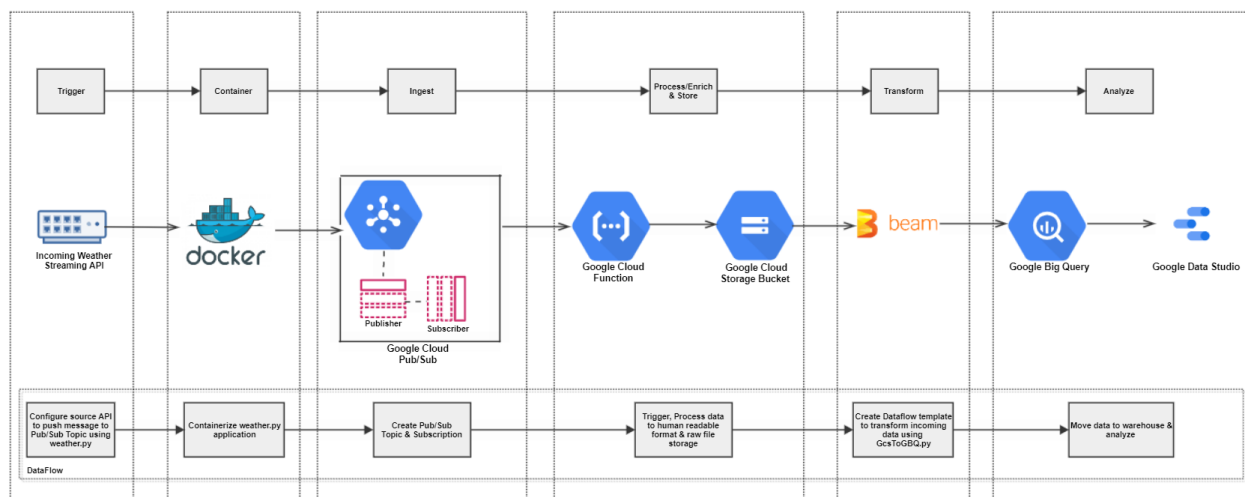 Trigger
Container
Ingest
Process/Enrich
& Store
Transform
Analyze
Incoming Weather
Streaming API
docker
Publisher
Subscriber
Google Cloud
Pub/Sub
Google Cloud
Function
Google Cloud
Storage Bucket
beam
Google Big Query
Google Data Studio
Configure source API
to push message to
Pub/Sub Topic using
weather.py
Containerize weather.py
application
Create Pub/Sub
Topic & Subscription
Trigger, Process data
to human readable
format & raw file
storage
Create Dataflow template
to transform incoming
data using
GcsToGBQ.py
Move data to warehouse &
analyze
DataFlow